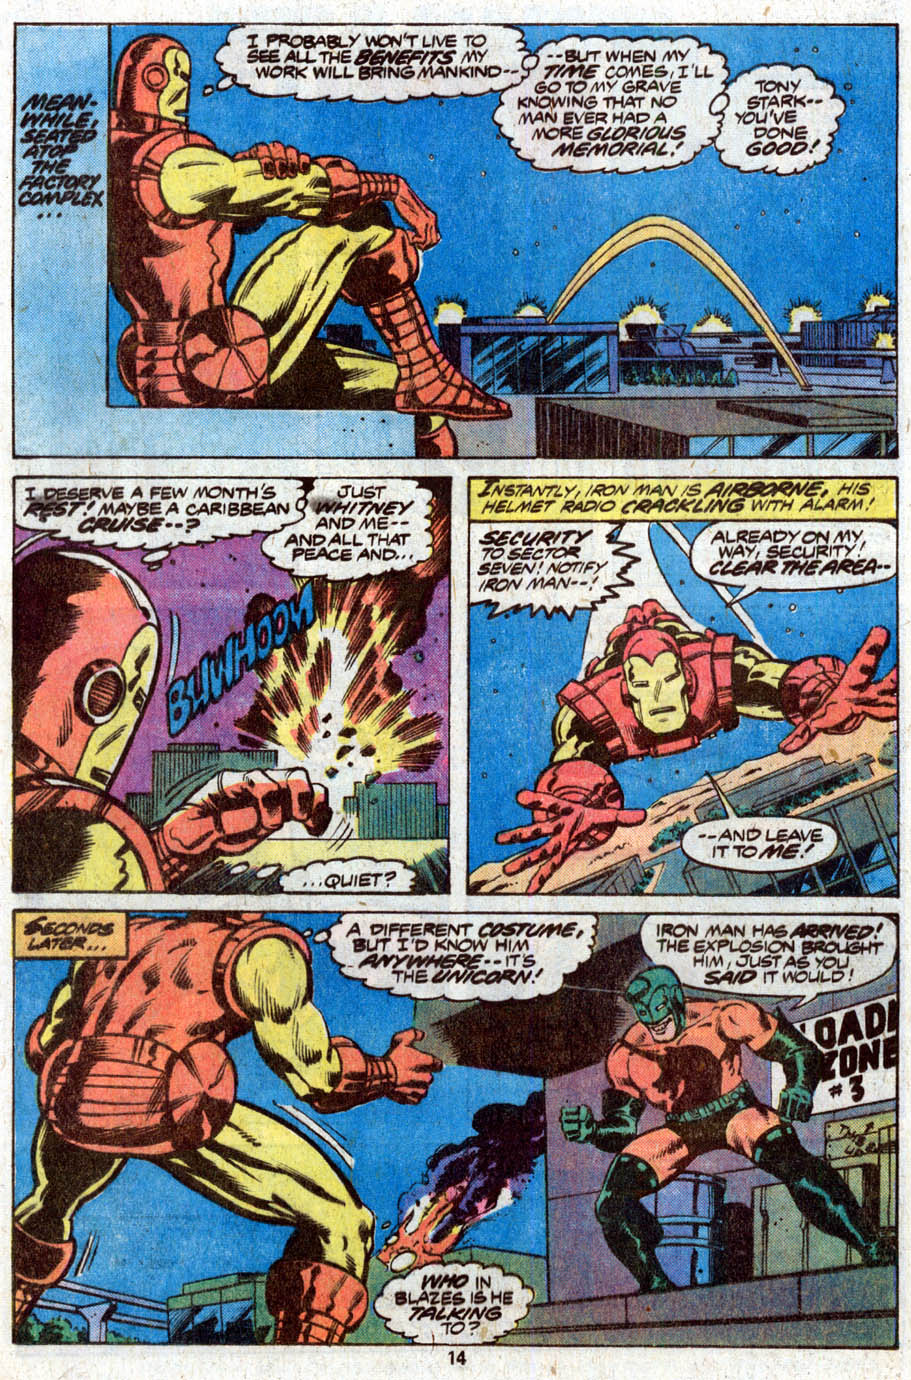 MEAN-
WHILE,
SEATED
ATOP
THE
FACTORY
COMPLEX
...
I PROBABLY WON'T LIVE TO
SEE ALL THE BENEFITS MY
WORK WILL BRING MANKIND--
--BUT WHEN MY
TIME COMES, I'LL
GO TO MY GRAVE
KNOWING THAT NO
MAN EVER HAD A
MORE GLORIOUS
MEMORIAL!
TONY
STARK--
YOU'VE
DONE
GOOD!
I DESERVE A FEW MONTH'S
REST! MAYBE A CARIBBEAN
CRUISE--?
JUST
WHITNEY
AND ME--
AND ALL THAT
PEACE AND...
BUWHOOM
...QUIET?
INSTANTLY, IRON MAN IS AIRBORNE, HIS
HELMET RADIO CRACKLING WITH ALARM!
SECURITY
TO SECTOR
SEVEN! NOTIFY
IRON MAN--!
ALREADY ON MY
WAY, SECURITY!
CLEAR THE AREA--
--AND LEAVE
IT TO ME!
SECONDS
LATER...
A DIFFERENT COSTUME,
BUT I'D KNOW HIM
ANYWHERE--IT'S
THE UNICORN!
IRON MAN HAS ARRIVED!
THE EXPLOSION BROUGHT
HIM, JUST AS YOU
SAID IT WOULD!
LOADI
ZONE
#3
WHO IN
BLAZES IS HE
TALKING
TO?
14